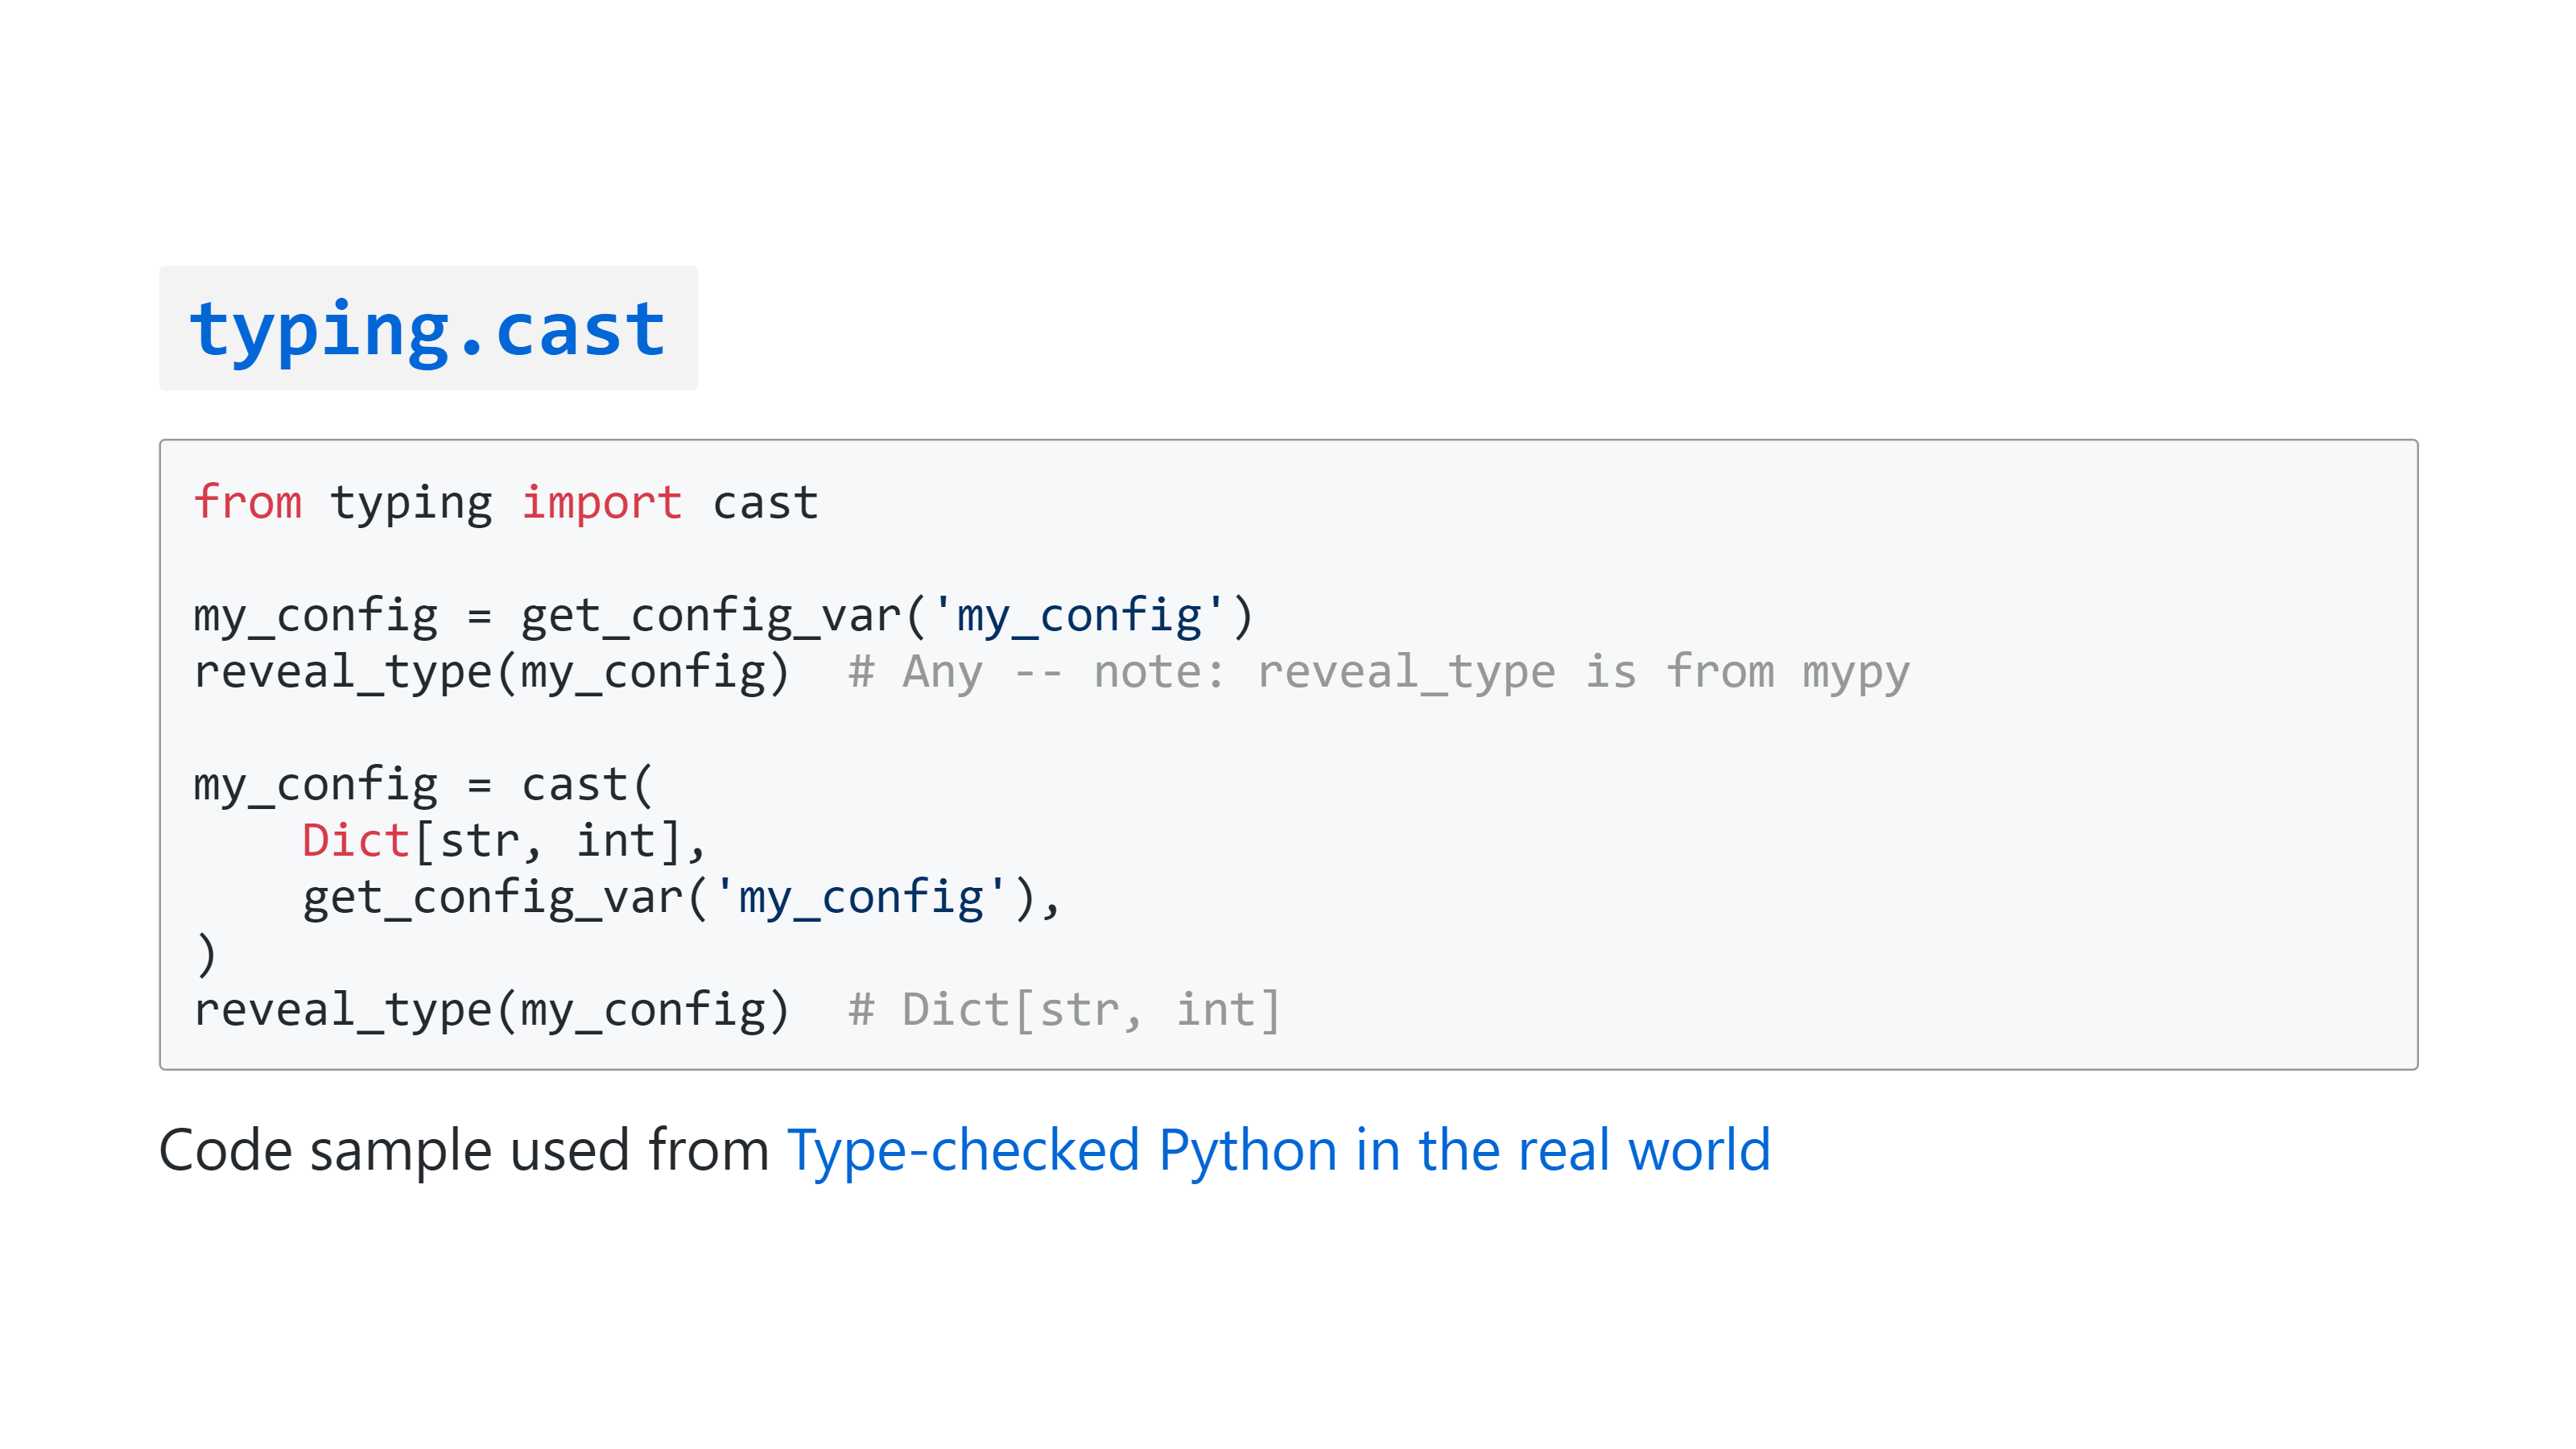 typing.cast
from typing import cast
my_config = get_config_var('my_config')
reveal_type(my_config)  # Any -- note: reveal_type is from mypy
my_config = cast(
    Dict[str, int],
    get_config_var('my_config'),
)
reveal_type(my_config)  # Dict[str, int]
Code sample used from Type-checked Python in the real world